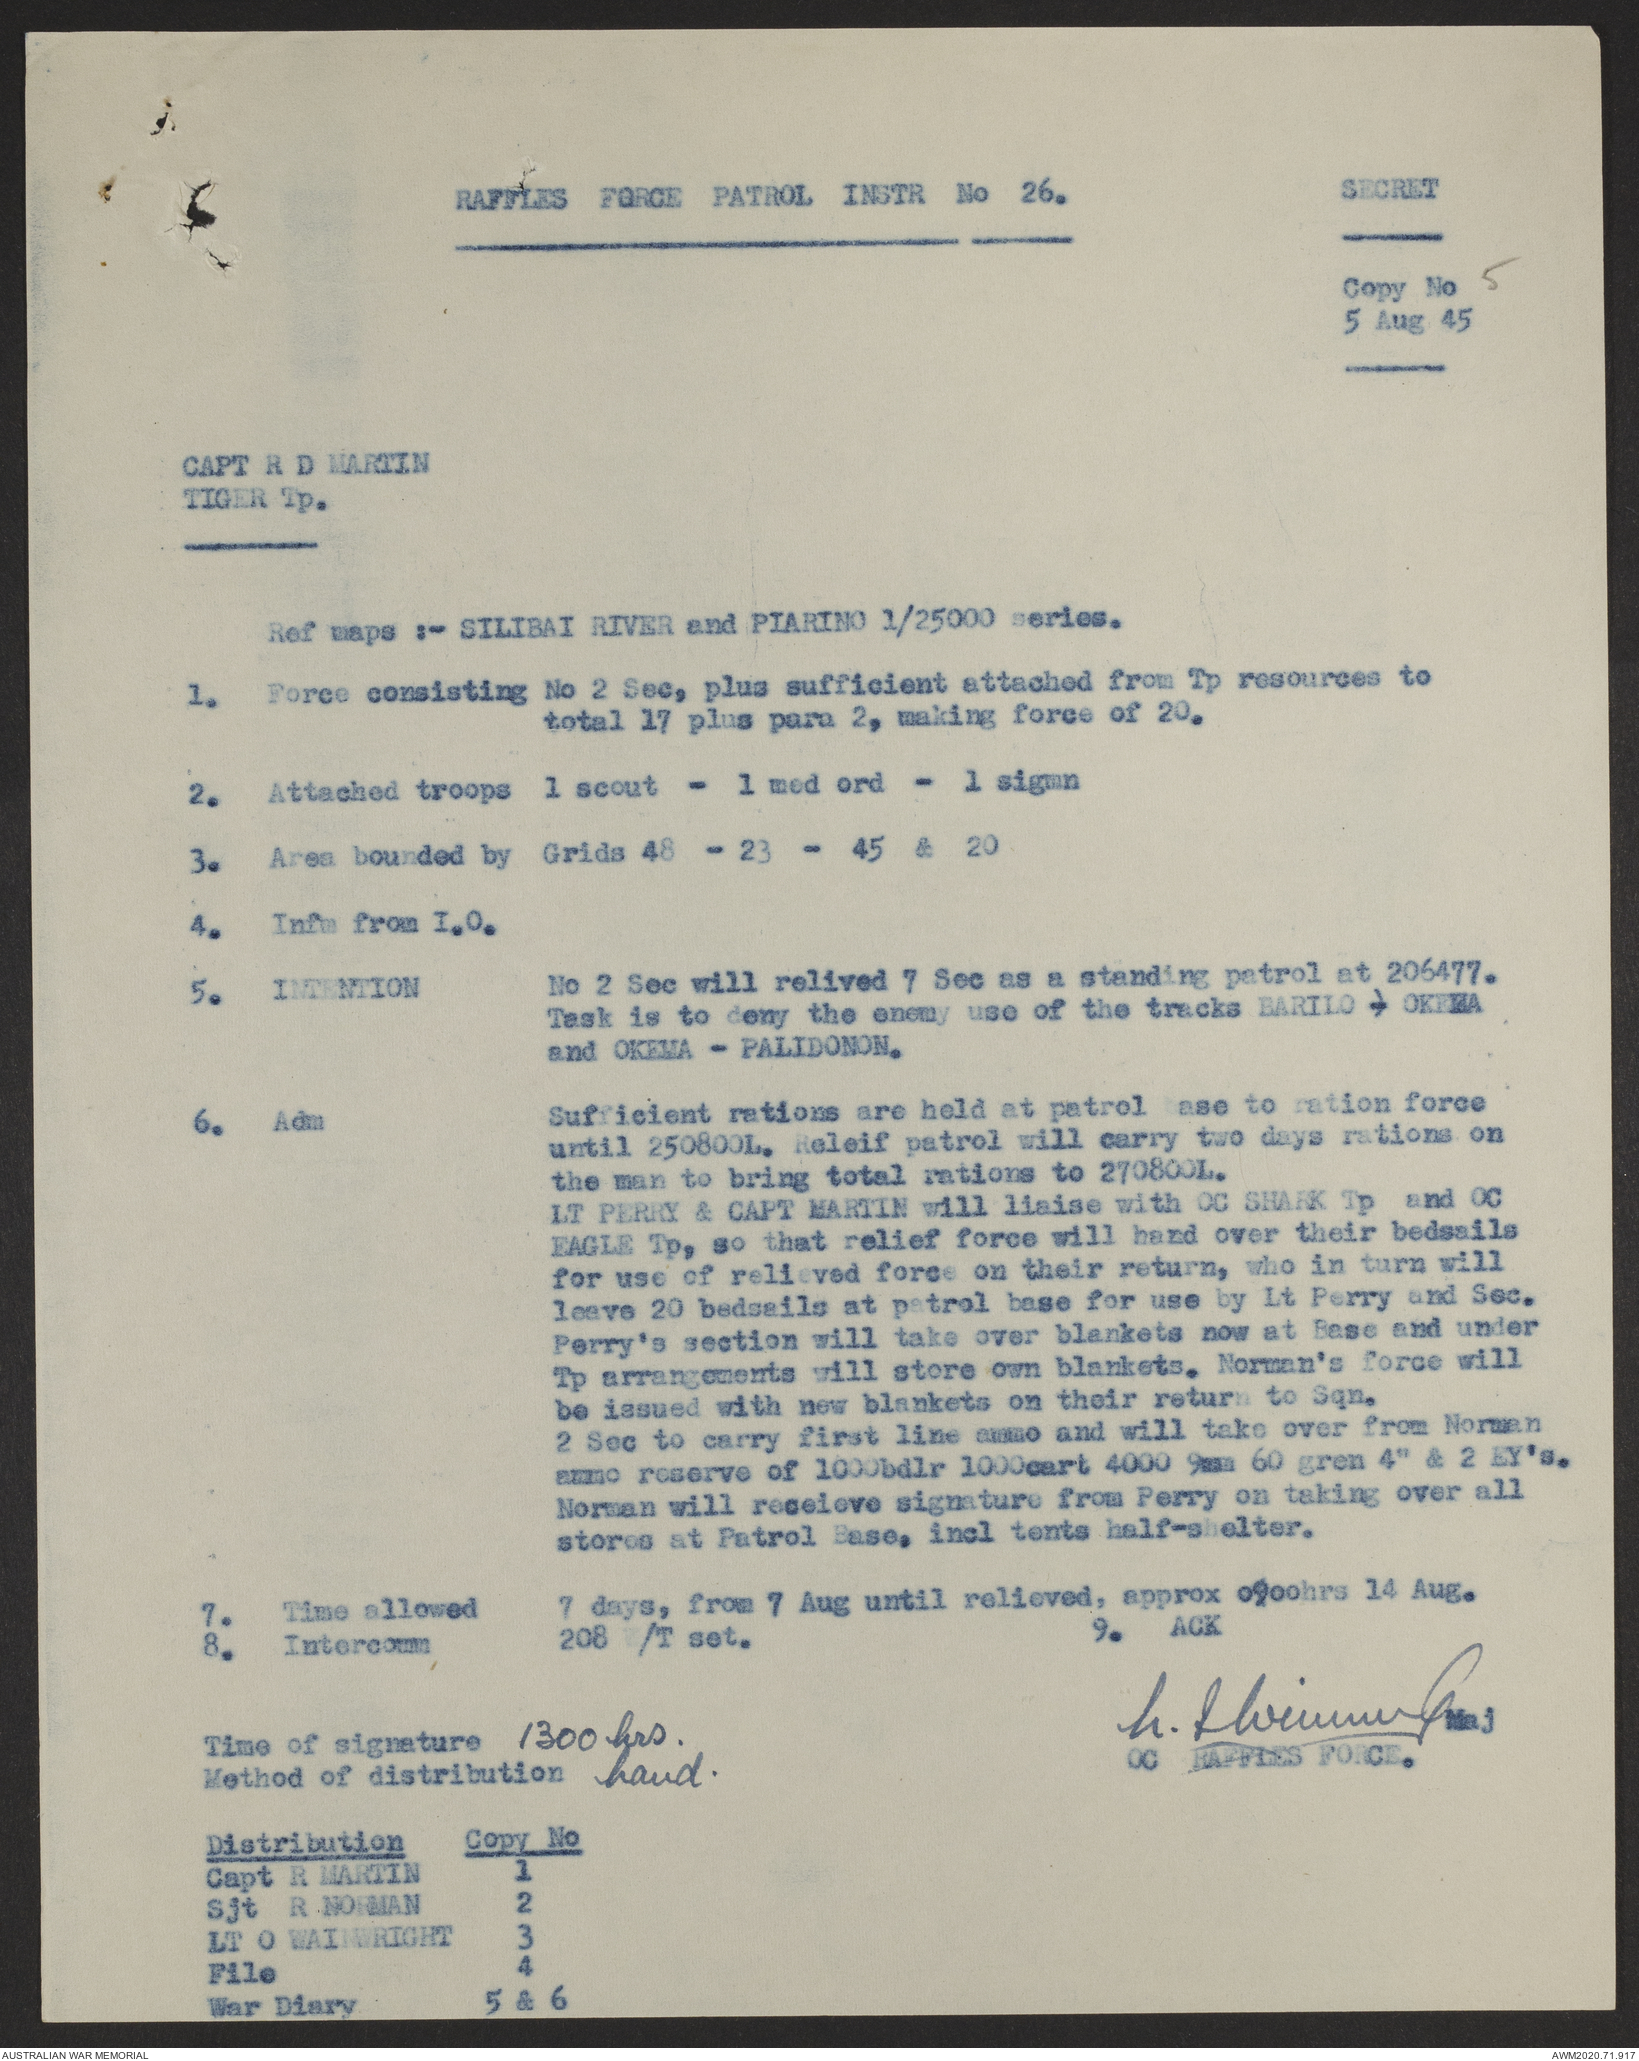 RAFFLES FORCE PATROL INSTR No 26.
SECRET
Copy No 5
5 Aug 45
CAPT R D MARTIN
TIGER Tp.
Ref maps :- SILIBAI RIVER and PIARINO 1/25000 series.
1. Force consisting No 2 Sec, plus sufficient attached from Tp resources to
total 17 plus para 2, making force of 20.
2. Attached troops 1 scout - 1 med ord - 1 sigmn
3. Area bounded by Grids 48 - 23 - 45 & 20
4. Infm from I.O.
5. INTENTION No 2 Sec will relived 7 Sec as a standing patrol at 206477.
Task is to deny the enemy use of the tracks BARILO - OKEMA
and OKEMA - PALIDONON.
6. Adm Sufficient rations are held at patrol base to ration force
until 250800L. Releif patrol will carry two days rations on
the man to bring total rations to 270800L.
LT PERRY & CAPT MARTIN will liaise with OC SHARK Tp and OC
EAGLE Tp, so that relief force will hand over their bedsails
for use of relieved force on their return, who in turn will
leave 20 bedsails at patrol base for use by Lt Perry and Sec.
Perry's section will take over blankets now at Base and under
Tp arrangements will store own blankets. Norman's force will
be issued with new blankets on their return to Sqn.
2 Sec to carry first line ammo and will take over from Norman
ammo reserve of 1000bdlr 1000cart 4000 9mm 60 gren 4" & 2 EY's.
Norman will receieve signature from Perry on taking over all
stores at Patrol Base, incl tents half-shelter.
7. Time allowed 7 days, from 7 Aug until relieved, approx 0900hrs 14 Aug.
8. Intercomm 208 W/T set. 9. ACK
Maj
OC RAFFLES FORCE.
Time of signature 1300 hrs.
Method of distribution hand.
Distribution Copy No
Capt R MARTIN 1
Sjt R NORMAN 2
LT O WAINWRIGHT 3
File 4
War Diary 5 & 6
AUSTRALIAN WAR MEMORIAL
AWM2020.71.917